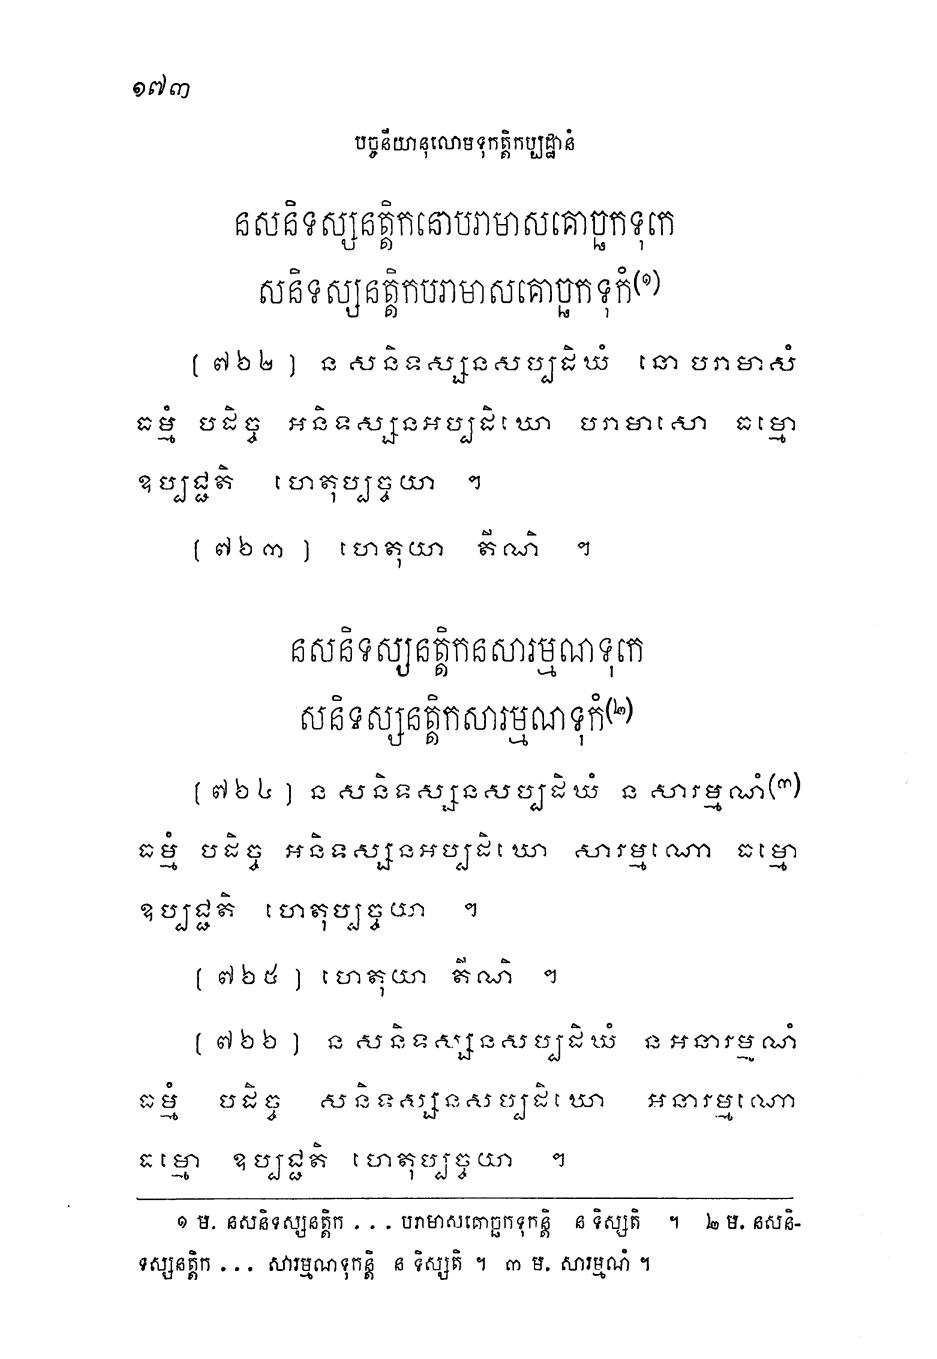 ១៧៣
បច្ចនីយានុលោមទុកត្តិកប្បដ្ឋានំ
នសនិទស្សនត្តិកនោបរាមាសគោច្ឆកទុកេ
សនិទស្សនត្តិកបរាមាសគោច្ឆកទុកំ(១)
[ ៧៦២ ] ន សនិទស្សនសប្បដិឃំ នោ បរាមាសំ
ធម្មំ បដិច្ច អនិទស្សនអប្បដិឃោ បរាមាសោ ធម្មោ
ឧប្បជ្ជតិ ហេតុប្បច្ចយា ។
[ ៧៦៣ ] ហេតុយា តីណិ ។
នសនិទស្សនត្តិកនសារម្មណទុកេ
សនិទស្សនត្តិកសារម្មណទុកំ(២)
[ ៧៦៤ ] ន សនិទស្សនសប្បដិឃំ ន សារម្មណំ(៣)
ធម្មំ បដិច្ច អនិទស្សនអប្បដិឃោ សារម្មណោ ធម្មោ
ឧប្បជ្ជតិ ហេតុប្បច្ចយា ។
[ ៧៦៥ ] ហេតុយា តីណិ ។
[ ៧៦៦ ] ន សនិទស្សនសប្បដិឃំ ន អនារម្មណំ
ធម្មំ បដិច្ច សនិទស្សនសប្បដិឃោ អនារម្មណោ
ធម្មោ ឧប្បជ្ជតិ ហេតុប្បច្ចយា ។
១ ម. នសនិទស្សនត្តិក ... បរាមាសគោច្ឆកទុកន្តិ ន ទិស្សតិ ។ ២ ម. នសនិ-
ទស្សនត្តិក ... សារម្មណទុកន្តិ ន ទិស្សតិ ។ ៣ ម. សារម្មណំ ។